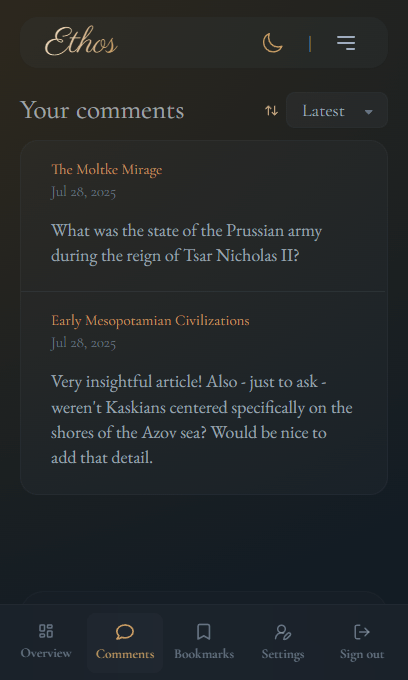 Ethos
|
Your comments
Latest
The Moltke Mirage
Jul 28, 2025
What was the state of the Prussian army
during the reign of Tsar Nicholas II?
Early Mesopotamian Civilizations
Jul 28, 2025
Very insightful article! Also - just to ask -
weren't Kaskians centered specifically on the
shores of the Azov sea? Would be nice to
add that detail.
Overview
Comments
Bookmarks
Settings
Sign out